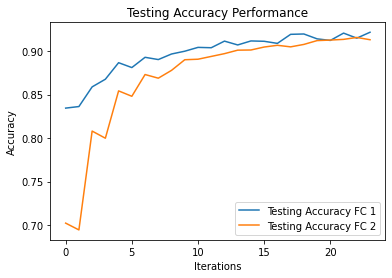 Testing Accuracy Performance
0.90
0.85
0.80
0.75
0.70
Accuracy
Testing Accuracy FC 1
Testing Accuracy FC 2
0 5 10 15 20
Iterations